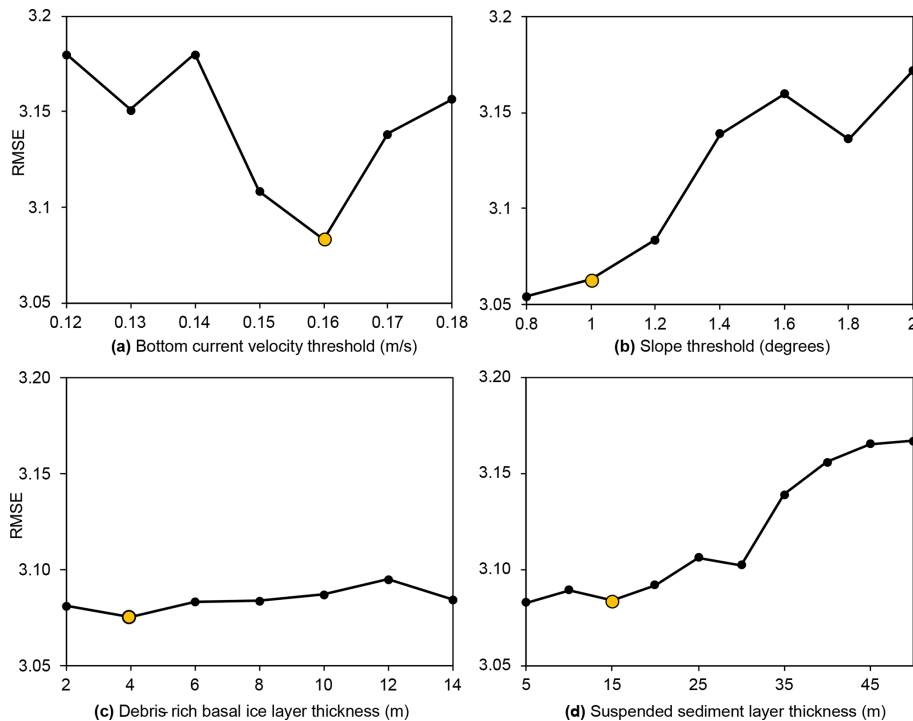 3.2
3.15
3.1
3.05
RMSE
0.12 0.13 0.14 0.15 0.16 0.17 0.18
(a) Bottom current velocity threshold (m/s)
3.2
3.15
3.1
3.05
0.8 1 1.2 1.4 1.6 1.8 2
(b) Slope threshold (degrees)
3.20
3.15
3.10
3.05
RMSE
2 4 6 8 10 12 14
(c) Debris-rich basal ice layer thickness (m)
3.20
3.15
3.10
3.05
5 15 25 35 45
(d) Suspended sediment layer thickness (m)